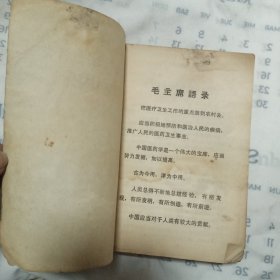 毛主席语录
把医疗卫生工作的重点放到农村去。
应当积极地预防和医治人民的疾病，
推广人民的医药卫生事业。
中国医药学是一个伟大的宝库，应当
努力发掘，加以提高。
古为今用，洋为中用。
人类总得不断地总结经验，有所发
现，有所发明，有所创造，有所前进。
中国应当对于人类有较大的贡献。